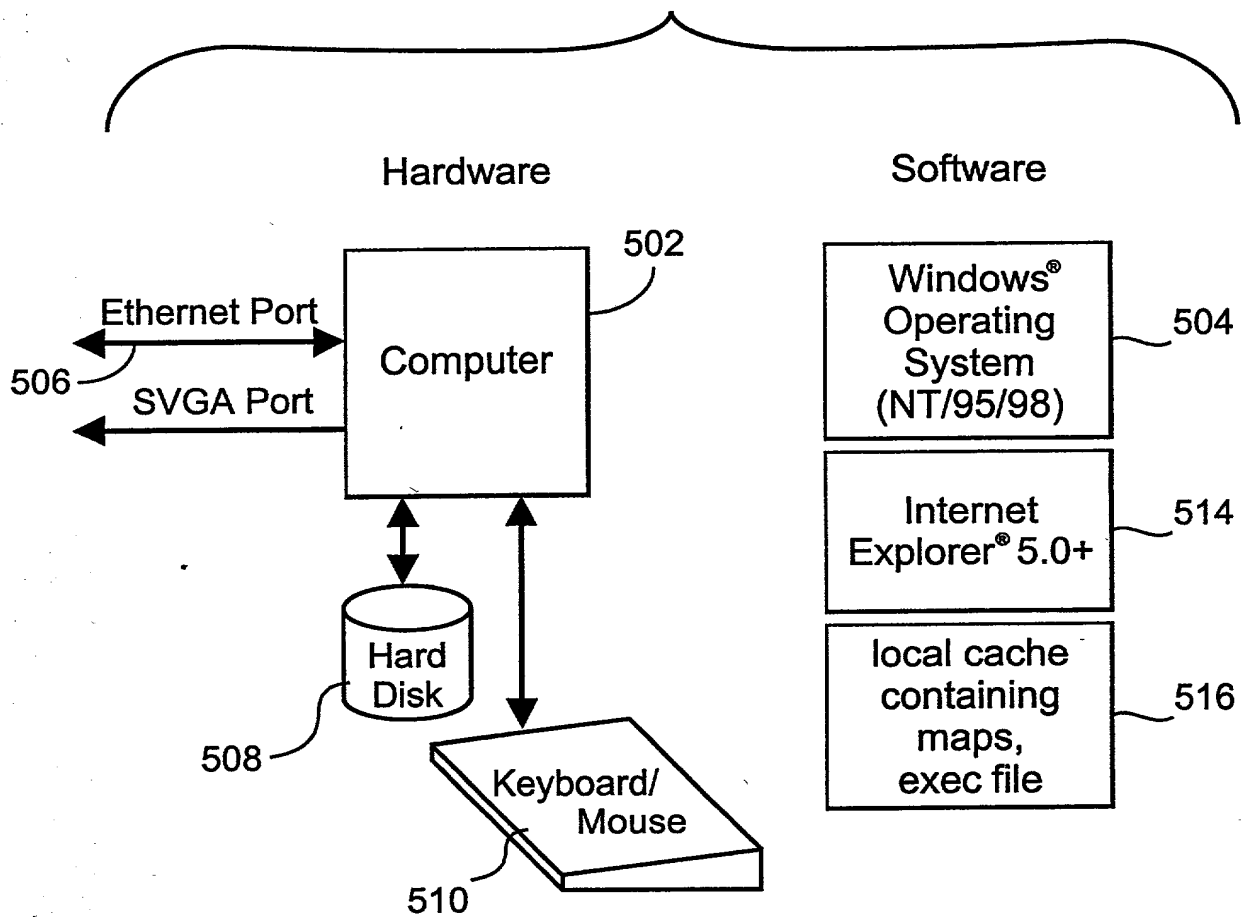 Hardware
Software
502
Ethernet Port
506
SVGA Port
Computer
Windows®
Operating
System
(NT/95/98)
504
Internet
Explorer® 5.0+
514
Hard
Disk
508
local cache
containing
maps,
exec file
516
Keyboard/
Mouse
510